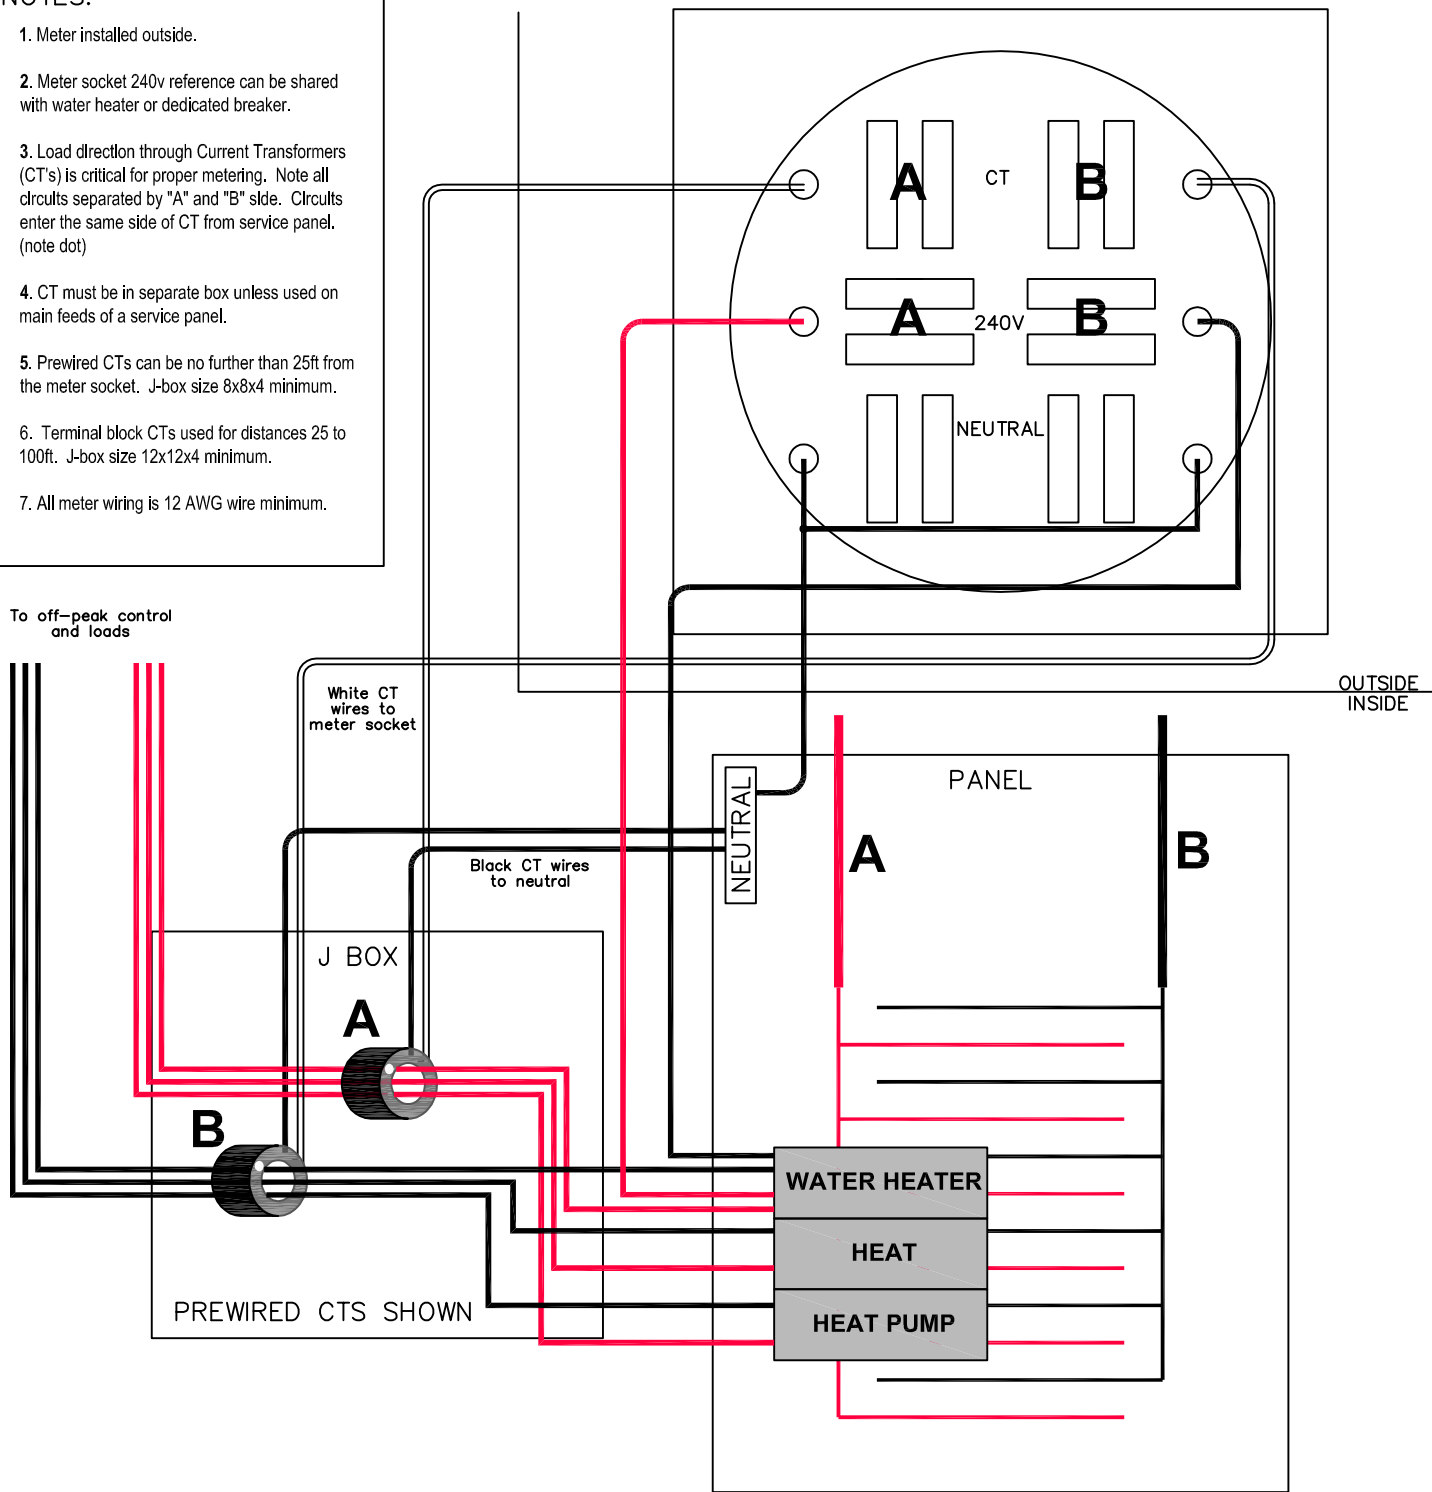 NOTES:
1. Meter installed outside.
2. Meter socket 240v reference can be shared
with water heater or dedicated breaker.
3. Load direction through Current Transformers
(CT's) is critical for proper metering. Note all
circuits separated by "A" and "B" side. Circuits
enter the same side of CT from service panel.
(note dot)
4. CT must be in separate box unless used on
main feeds of a service panel.
5. Prewired CTs can be no further than 25ft from
the meter socket. J-box size 8x8x4 minimum.
6. Terminal block CTs used for distances 25 to
100ft. J-box size 12x12x4 minimum.
7. All meter wiring is 12 AWG wire minimum.
A
CT
B
A
240V
B
NEUTRAL
To off-peak control
and loads
White CT
wires to
meter socket
OUTSIDE
INSIDE
PANEL
NEUTRAL
A
B
Black CT wires
to neutral
J BOX
A
B
WATER HEATER
HEAT
HEAT PUMP
PREWIRED CTS SHOWN